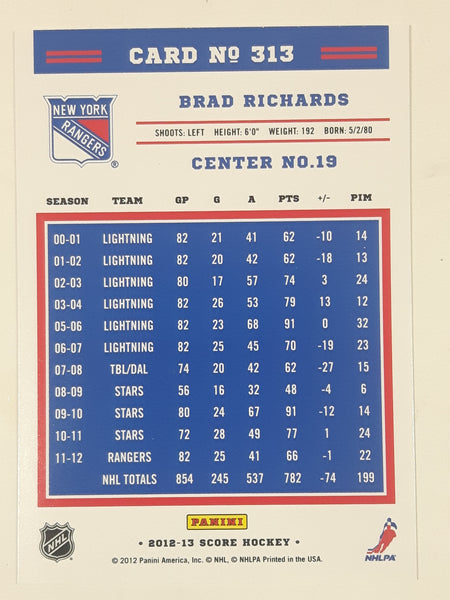 CARD Nº 313
NEW YORK
RANGERS
®
BRAD RICHARDS
SHOOTS: LEFT HEIGHT: 6'0" WEIGHT: 192 BORN: 5/2/80
CENTER NO.19
SEASON TEAM GP G A PTS +/- PIM
00-01 LIGHTNING 82 21 41 62 -10 14
01-02 LIGHTNING 82 20 42 62 -18 13
02-03 LIGHTNING 80 17 57 74 3 24
03-04 LIGHTNING 82 26 53 79 13 12
05-06 LIGHTNING 82 23 68 91 0 32
06-07 LIGHTNING 82 25 45 70 -19 23
07-08 TBL/DAL 74 20 42 62 -27 15
08-09 STARS 56 16 32 48 -4 6
09-10 STARS 80 24 67 91 -12 14
10-11 STARS 72 28 49 77 1 24
11-12 RANGERS 82 25 41 66 -1 22
NHL TOTALS 854 245 537 782 -74 199
PANINI
NHL
• 2012-13 SCORE HOCKEY •
© 2012 Panini America, Inc. © NHL, © NHLPA Printed in the USA.
NHLPA